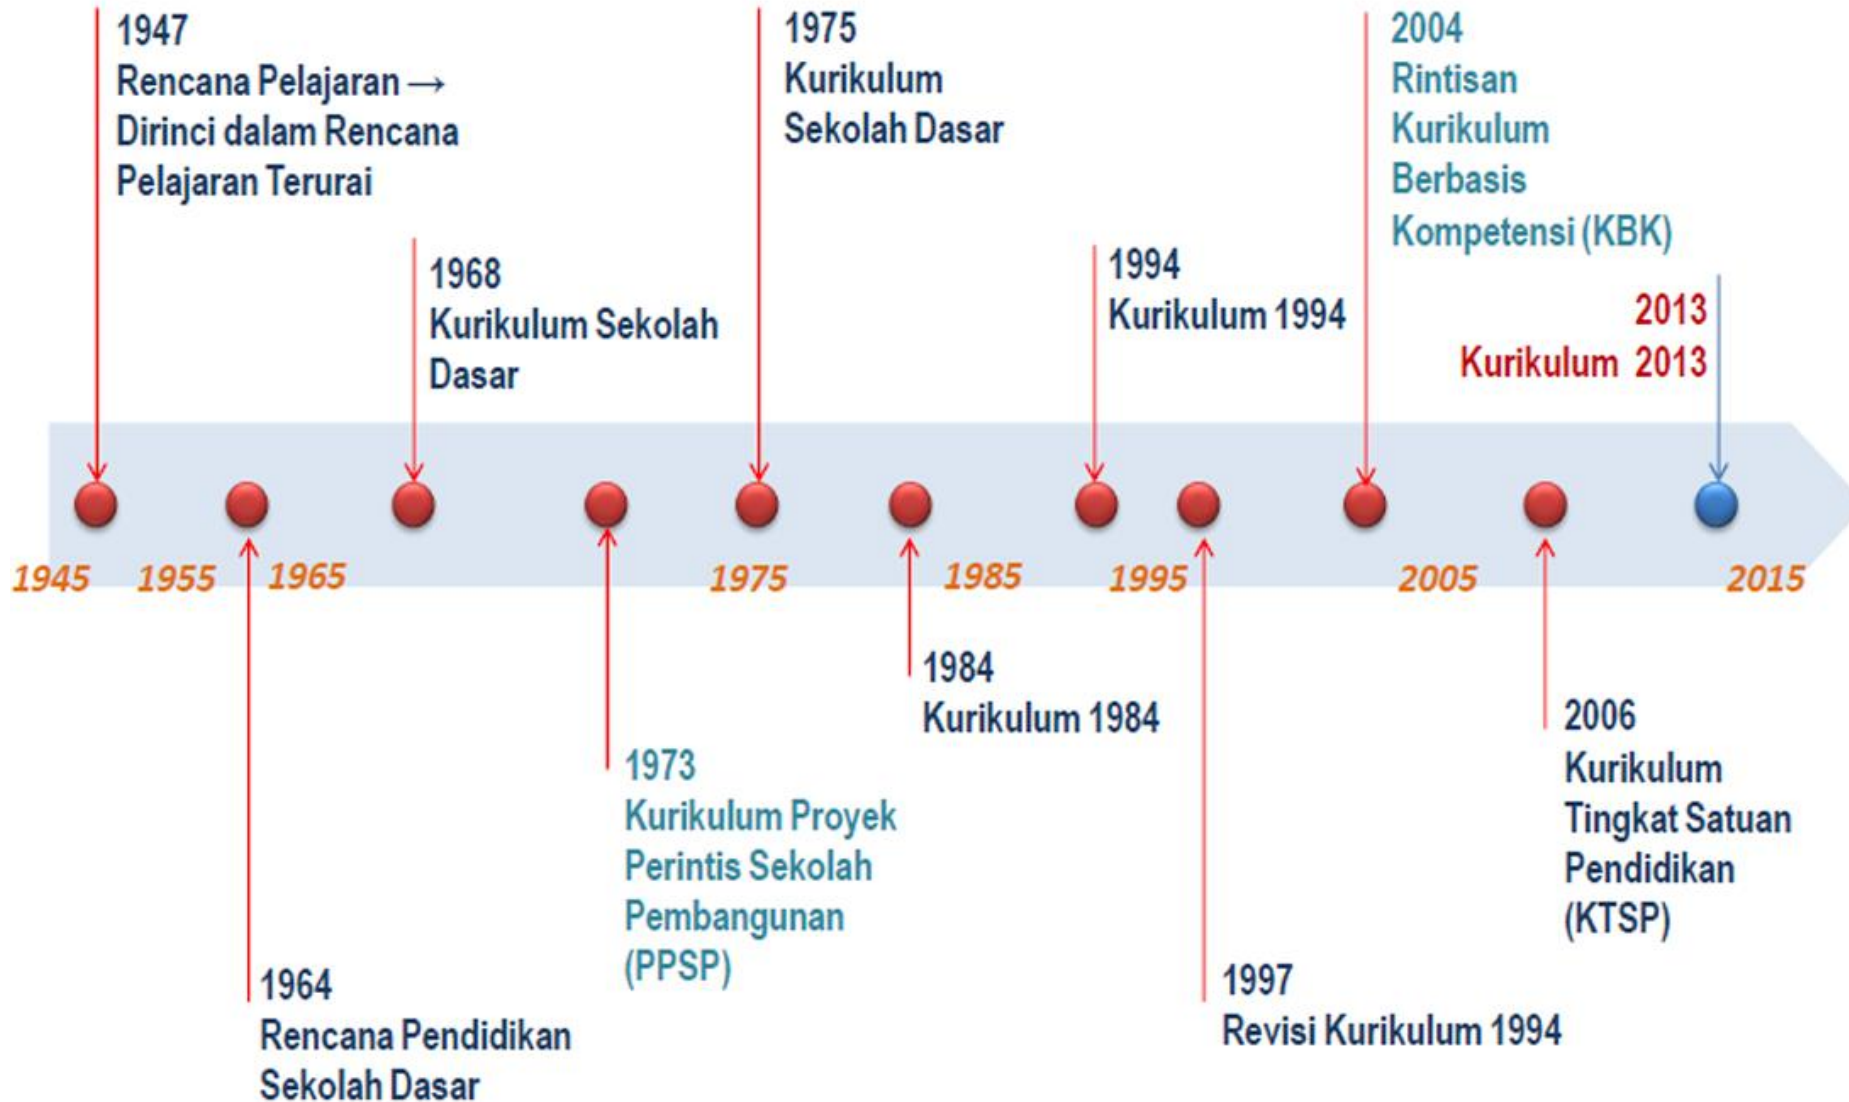 1947
Rencana Pelajaran →
Dirinci dalam Rencana
Pelajaran Terurai
1975
Kurikulum
Sekolah Dasar
2004
Rintisan
Kurikulum
Berbasis
Kompetensi (KBK)
1968
Kurikulum Sekolah
Dasar
1994
Kurikulum 1994
2013
Kurikulum 2013
1945 1955 1965 1975 1985 1995 2005 2015
1964
Rencana Pendidikan
Sekolah Dasar
1973
Kurikulum Proyek
Perintis Sekolah
Pembangunan
(PPSP)
1984
Kurikulum 1984
1997
Revisi Kurikulum 1994
2006
Kurikulum
Tingkat Satuan
Pendidikan
(KTSP)